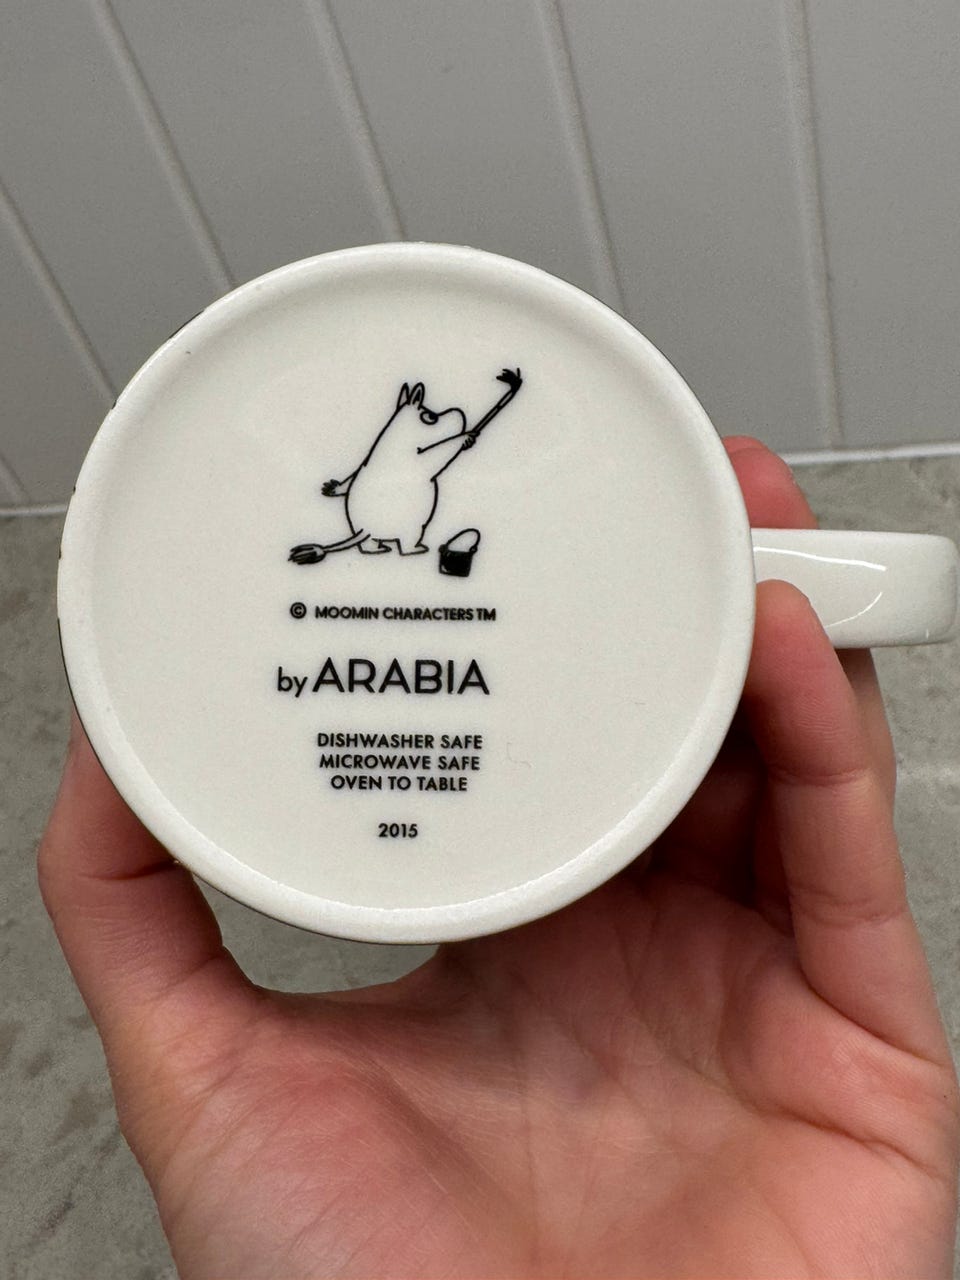 © MOOMIN CHARACTERS TM
by ARABIA
DISHWASHER SAFE
MICROWAVE SAFE
OVEN TO TABLE
2015